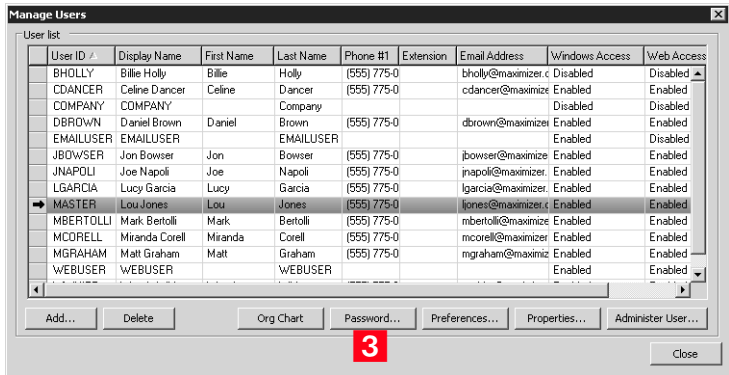 Manage Users
User list
User ID Display Name First Name Last Name Phone #1 Extension Email Address Windows Access Web Access
BHOLLY Billie Holly Billie Holly (555) 775-0 bholly@maximizer.c Disabled Disabled
CDANCER Celine Dancer Celine Dancer (555) 775-0 cdancer@maximize Enabled Enabled
COMPANY COMPANY Company Disabled Disabled
DBROWN Daniel Brown Daniel Brown (555) 775-0 dbrown@maximizer Enabled Enabled
EMAILUSER EMAILUSER EMAILUSER Enabled Disabled
JBOWSER Jon Bowser Jon Bowser (555) 775-0 jbowser@maximize Enabled Enabled
JNAPOLI Joe Napoli Joe Napoli (555) 775-0 jnapoli@maximizer. Enabled Enabled
LGARCIA Lucy Garcia Lucy Garcia (555) 775-0 lgarcia@maximizer. Enabled Enabled
MASTER Lou Jones Lou Jones (555) 775-0 ljones@maximizer.c Enabled Enabled
MBERTOLLI Mark Bertolli Mark Bertolli (555) 775-0 mbertolli@maximize Enabled Enabled
MCORELL Miranda Corell Miranda Corell (555) 775-0 mcorell@maximizer Enabled Enabled
MGRAHAM Matt Graham Matt Graham (555) 775-0 mgraham@maximiz Enabled Enabled
WEBUSER WEBUSER WEBUSER Enabled Enabled
Add... Delete Org Chart Password... Preferences... Properties... Administer User...
3
Close